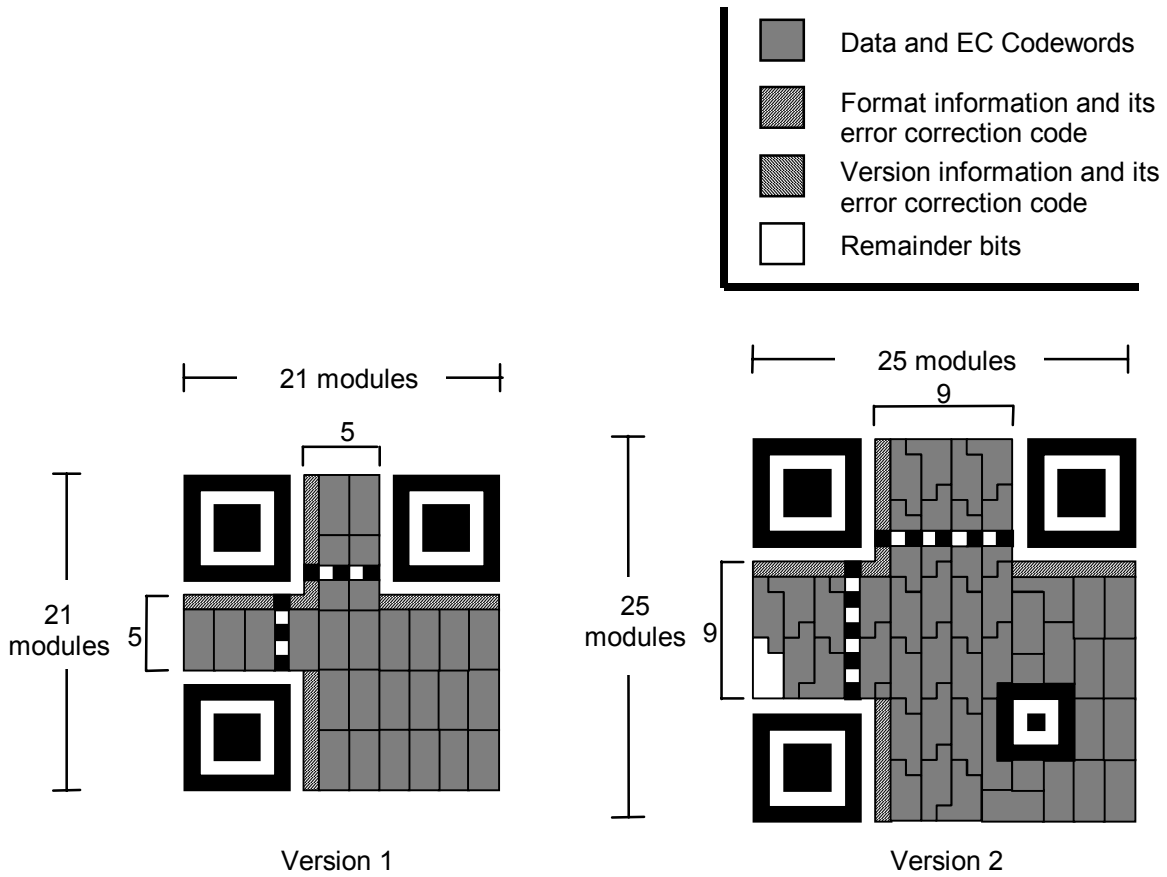 Data and EC Codewords
Format information and its
error correction code
Version information and its
error correction code
Remainder bits
21 modules
5
21
modules
5
Version 1
25 modules
9
25
modules
9
Version 2